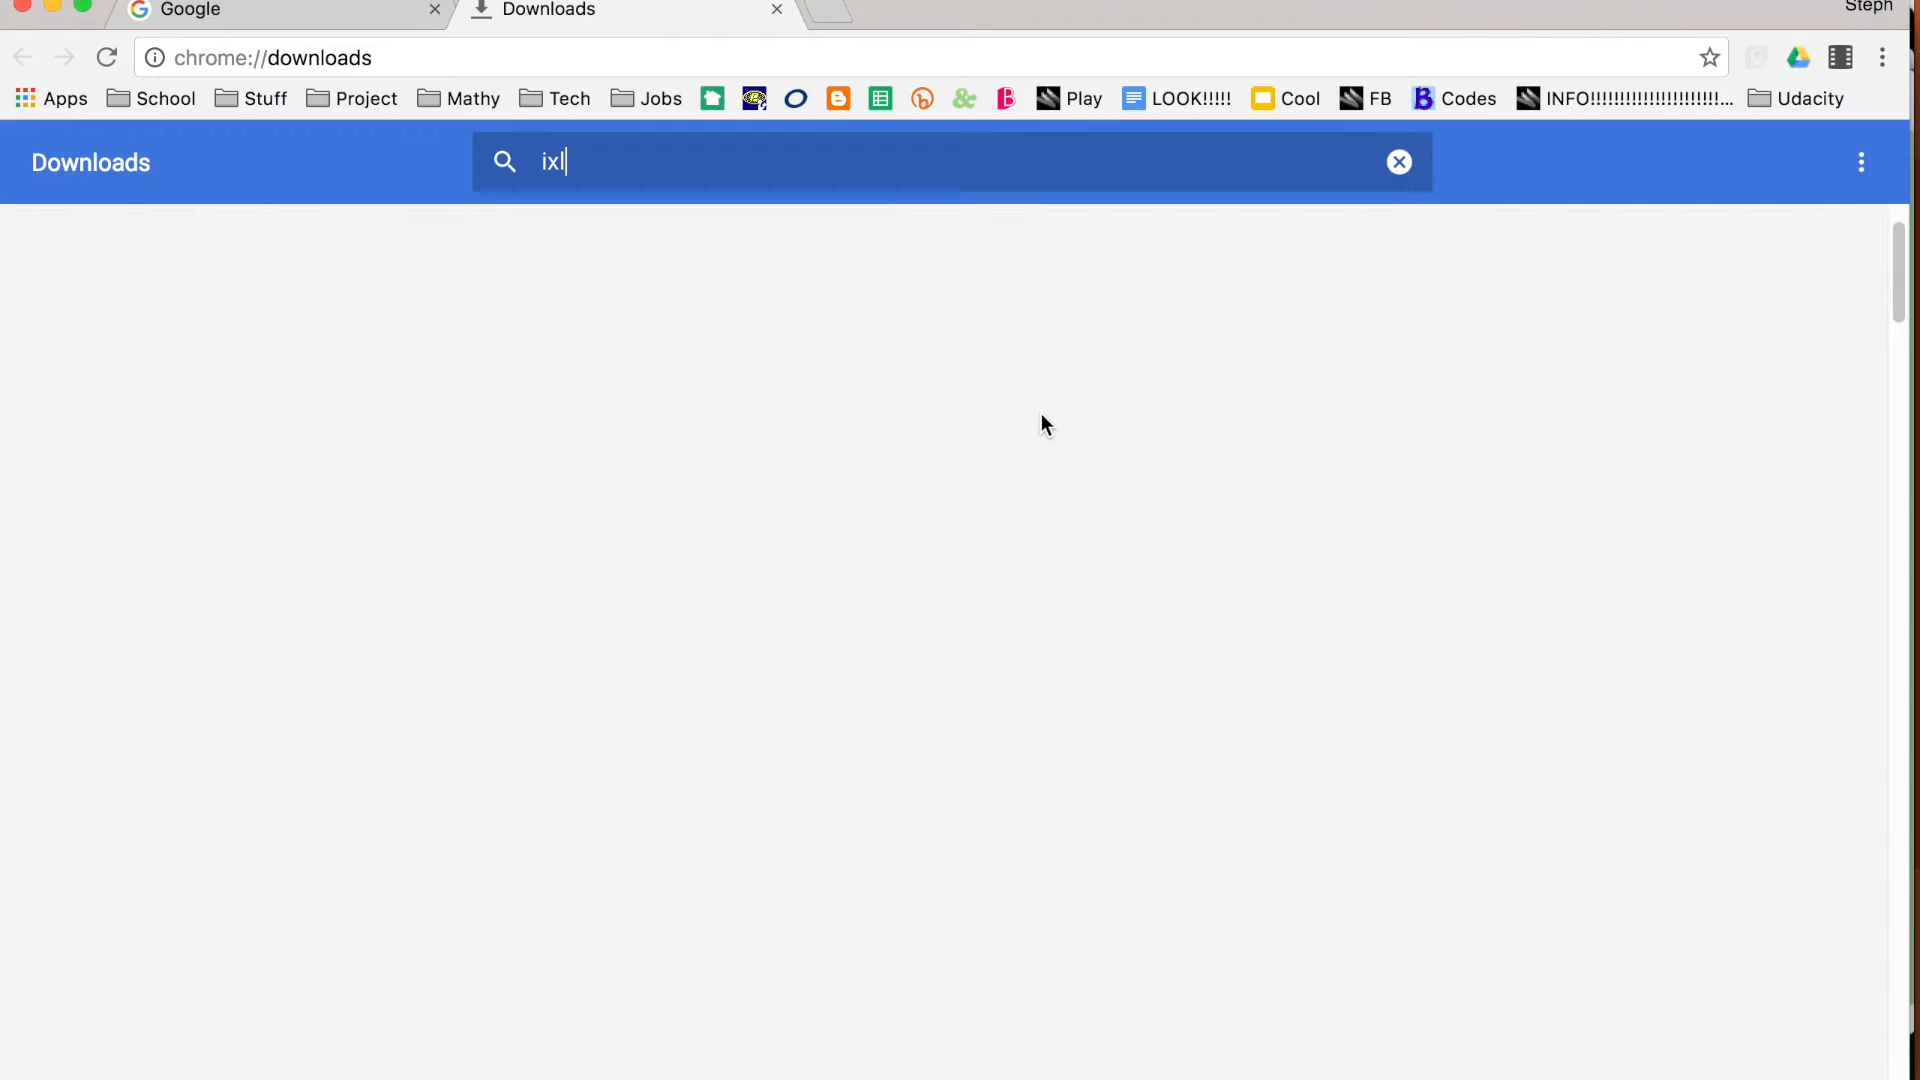 Google
Downloads
Steph
chrome://downloads
Apps School Stuff Project Mathy Tech Jobs Play LOOK!!!!! Cool FB Codes INFO!!!!!!!!!!!!!!!!!!!!!!... Udacity
Downloads
ixl